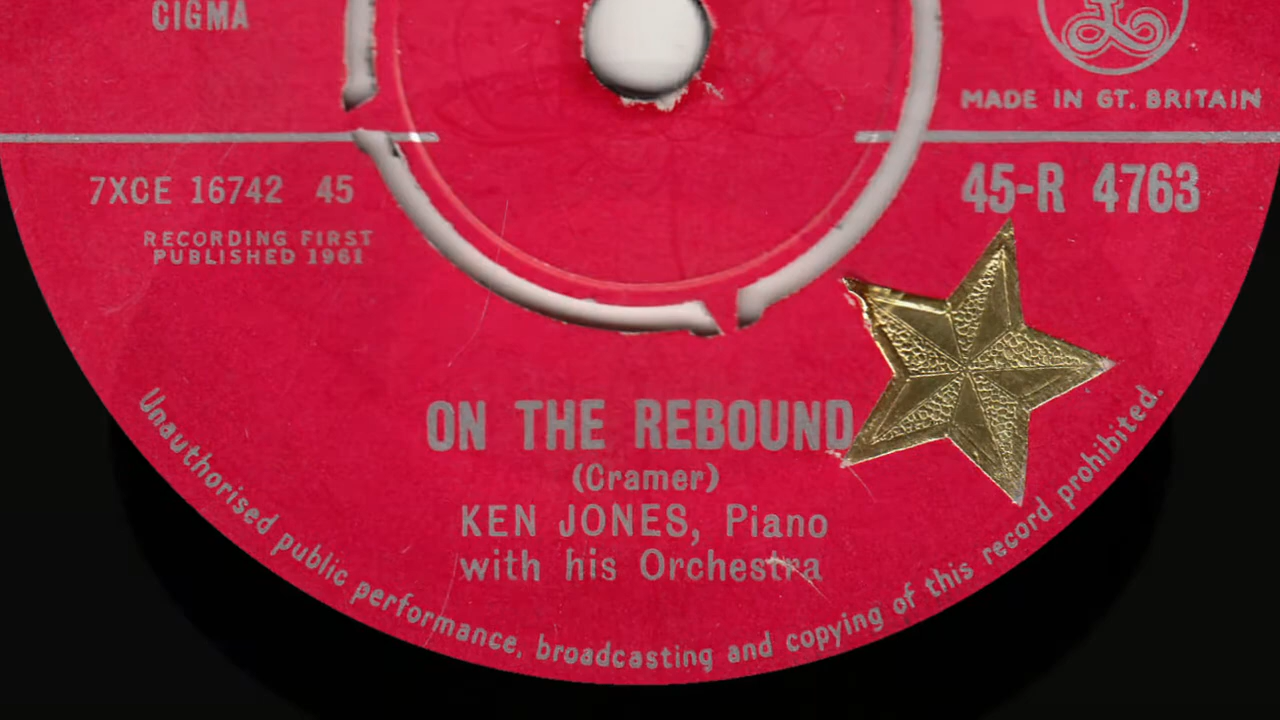 CIGMA
MADE IN GT. BRITAIN
7XCE 16742 45
45-R 4763
RECORDING FIRST
PUBLISHED 1961
ON THE REBOUND
(Cramer)
KEN JONES, Piano
with his Orchestra
Unauthorised public performance, broadcasting and copying of this record prohibited.